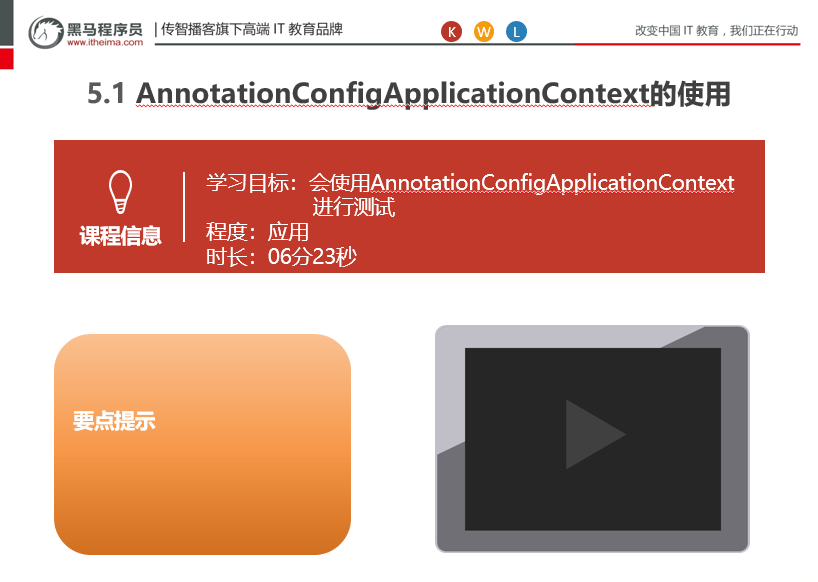 黑马程序员
www.itheima.com
传智播客旗下高端 IT 教育品牌
K W L
改变中国 IT 教育，我们正在行动
5.1 AnnotationConfigApplicationContext的使用
课程信息
学习目标：会使用AnnotationConfigApplicationContext
进行测试
程度：应用
时长：06分23秒
要点提示